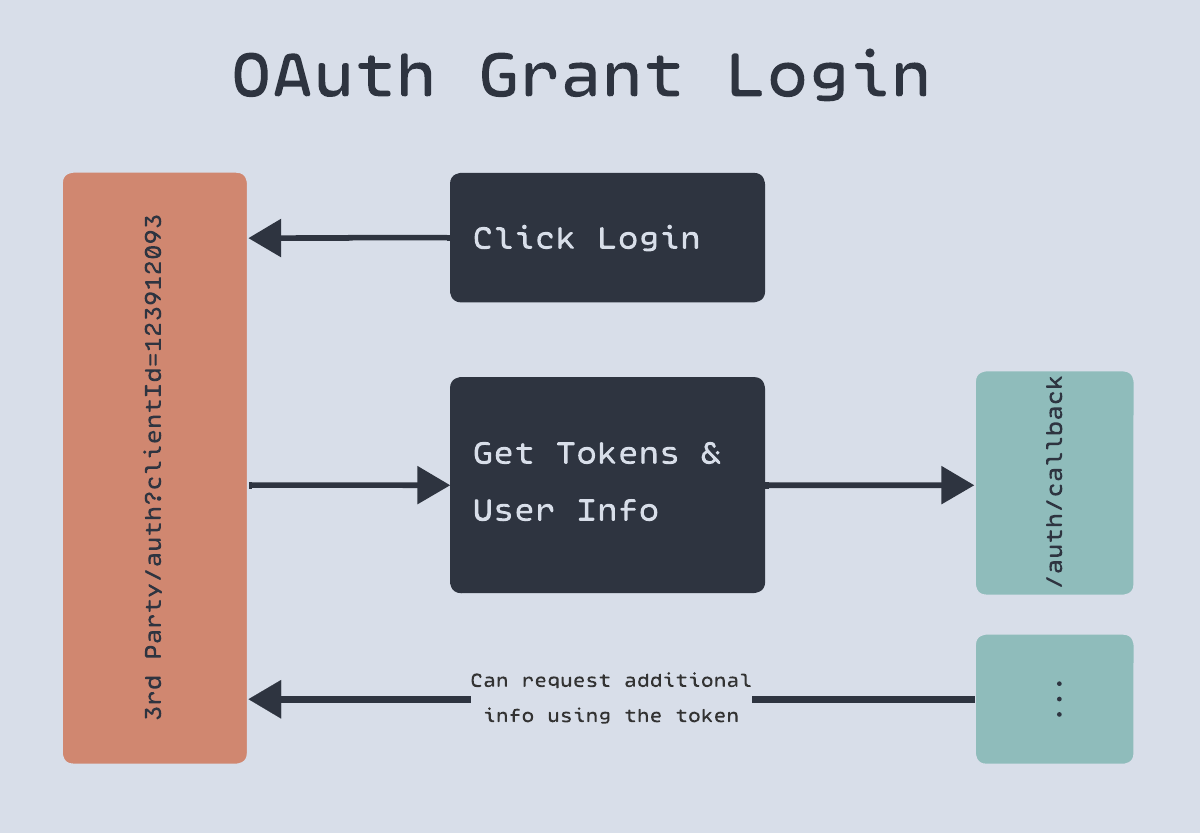 OAuth Grant Login
3rd Party/auth?clientId=123912093
Click Login
Get Tokens &
User Info
/auth/callback
Can request additional
info using the token
...